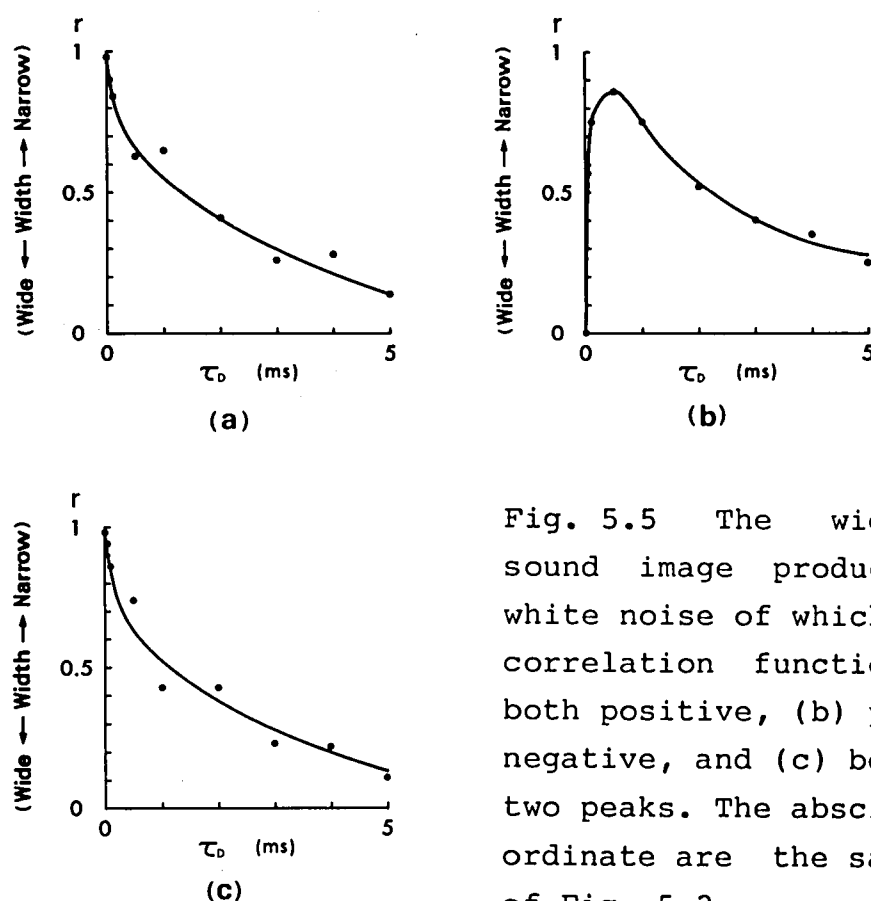 r
1
0.5
0
(Wide ← Width → Narrow)
0
5
τD (ms)
(a)
r
1
0.5
0
(Wide ← Width → Narrow)
0
5
τD (ms)
(b)
r
1
0.5
0
(Wide ← Width → Narrow)
0
5
τD (ms)
(c)
Fig. 5.5 The
sound image
white noise of
correlation
both positive, (b)
negative, and (c)
two peaks. The
ordinate are the
of Fig.